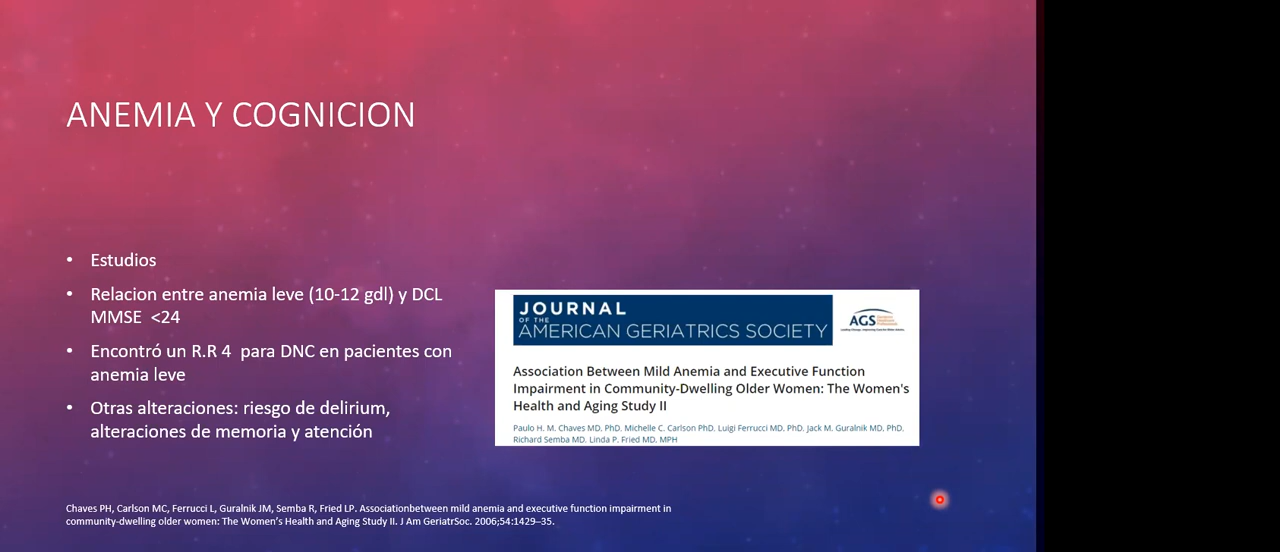 ANEMIA Y COGNICION
• Estudios
• Relacion entre anemia leve (10-12 gdl) y DCL
MMSE <24
• Encontró un R.R 4 para DNC en pacientes con
anemia leve
• Otras alteraciones: riesgo de delirium,
alteraciones de memoria y atención
JOURNAL
OF THE
AMERICAN GERIATRICS SOCIETY
AGS
Association Between Mild Anemia and Executive Function
Impairment in Community-Dwelling Older Women: The Women's
Health and Aging Study II
Paulo H. M. Chaves MD, PhD, Michelle C. Carlson PhD, Luigi Ferrucci MD, PhD, Jack M. Guralnik MD, PhD,
Richard Semba MD, Linda P. Fried MD, MPH
Chaves PH, Carlson MC, Ferrucci L, Guralnik JM, Semba R, Fried LP. Associationbetween mild anemia and executive function impairment in
community-dwelling older women: The Women's Health and Aging Study II. J Am GeriatrSoc. 2006;54:1429–35.